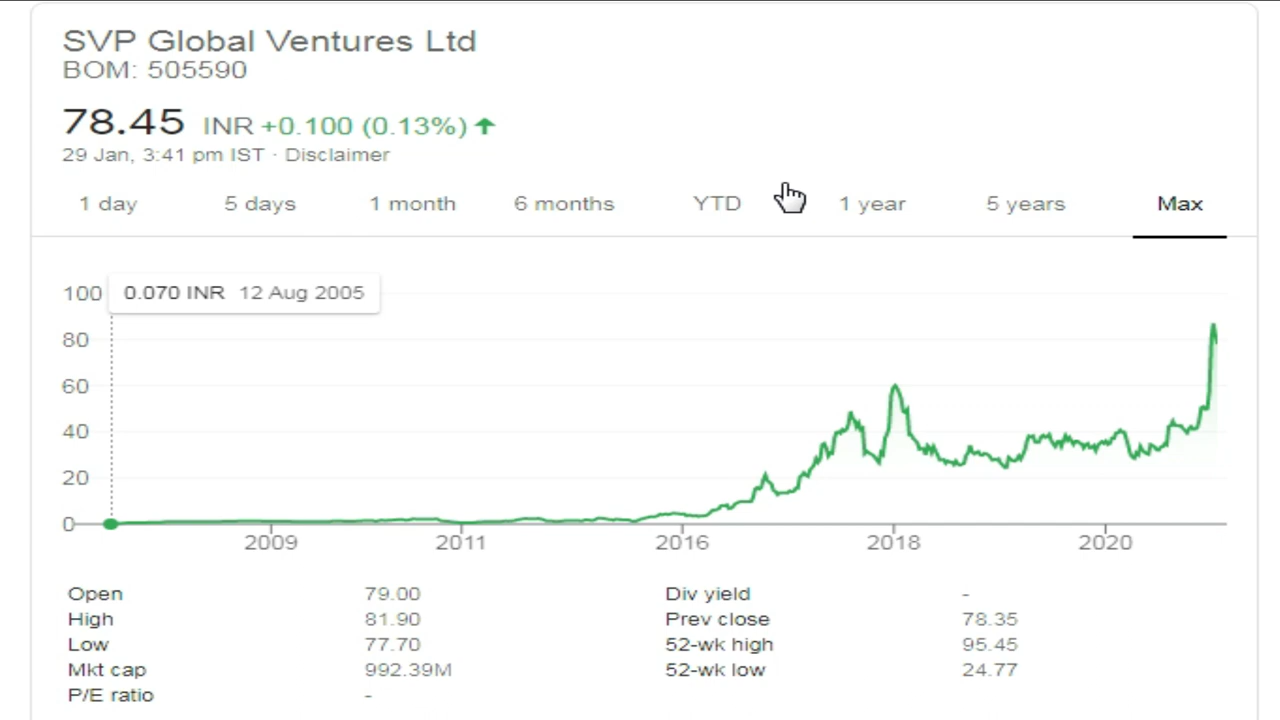 SVP Global Ventures Ltd
BOM: 505590
78.45 INR +0.100 (0.13%)
29 Jan, 3:41 pm IST · Disclaimer
1 day 5 days 1 month 6 months YTD 1 year 5 years Max
100 0.070 INR 12 Aug 2005
80
60
40
20
0
2009 2011 2016 2018 2020
Open 79.00 Div yield -
High 81.90 Prev close 78.35
Low 77.70 52-wk high 95.45
Mkt cap 992.39M 52-wk low 24.77
P/E ratio -